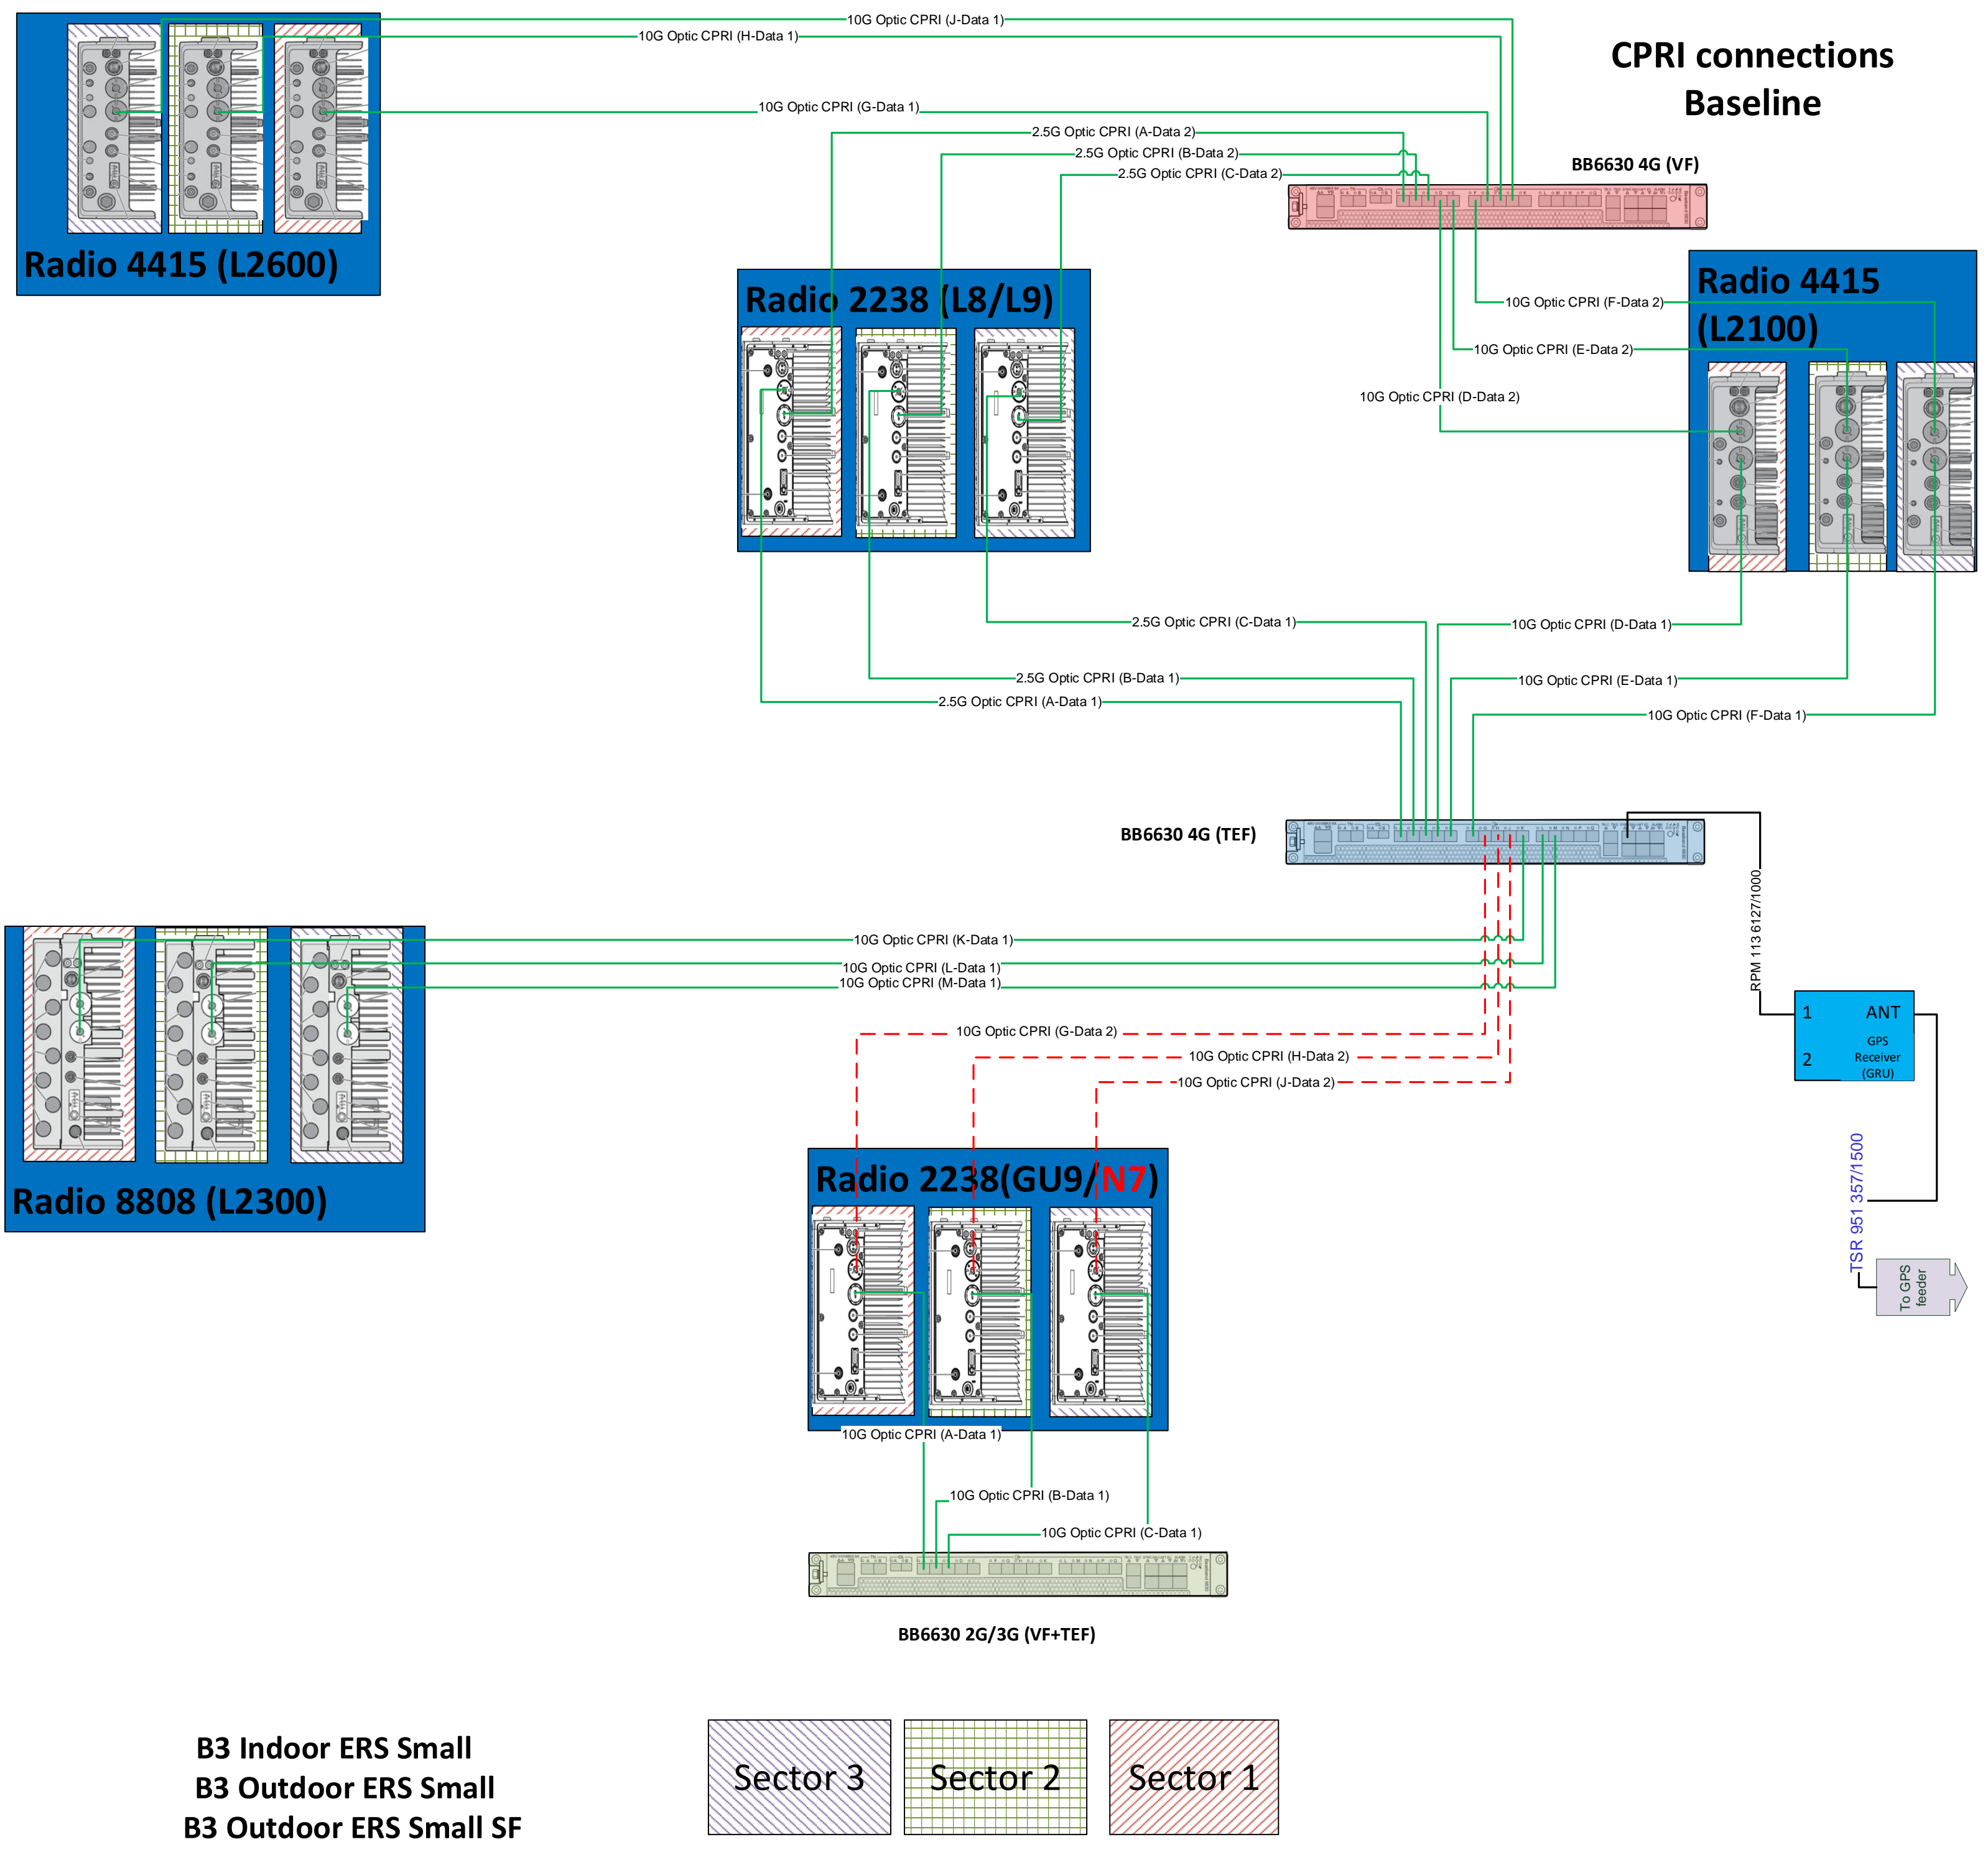 10G Optic CPRI (J-Data 1)
10G Optic CPRI (H-Data 1)
CPRI connections
Baseline
10G Optic CPRI (G-Data 1)
2.5G Optic CPRI (A-Data 2)
2.5G Optic CPRI (B-Data 2)
2.5G Optic CPRI (C-Data 2)
BB6630 4G (VF)
Radio 4415 (L2600)
Radio 2238 (L8/L9)
Radio 4415
(L2100)
10G Optic CPRI (F-Data 2)
10G Optic CPRI (E-Data 2)
10G Optic CPRI (D-Data 2)
2.5G Optic CPRI (C-Data 1)
10G Optic CPRI (D-Data 1)
2.5G Optic CPRI (B-Data 1)
10G Optic CPRI (E-Data 1)
2.5G Optic CPRI (A-Data 1)
10G Optic CPRI (F-Data 1)
BB6630 4G (TEF)
RPM 113 6127/1000
10G Optic CPRI (K-Data 1)
10G Optic CPRI (L-Data 1)
10G Optic CPRI (M-Data 1)
10G Optic CPRI (G-Data 2)
10G Optic CPRI (H-Data 2)
10G Optic CPRI (J-Data 2)
1 ANT
2
GPS
Receiver
(GRU)
TSR 951 357/1500
To GPS
feeder
Radio 8808 (L2300)
Radio 2238(GU9/N7)
10G Optic CPRI (A-Data 1)
10G Optic CPRI (B-Data 1)
10G Optic CPRI (C-Data 1)
BB6630 2G/3G (VF+TEF)
B3 Indoor ERS Small
B3 Outdoor ERS Small
B3 Outdoor ERS Small SF
Sector 3
Sector 2
Sector 1